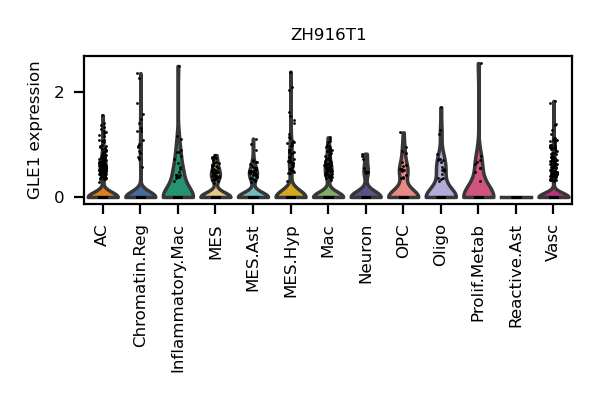 ZH916T1
GLE1 expression
2
0
AC
Chromatin.Reg
Inflammatory.Mac
MES
MES.Ast
MES.Hyp
Mac
Neuron
OPC
Oligo
Prolif.Metab
Reactive.Ast
Vasc